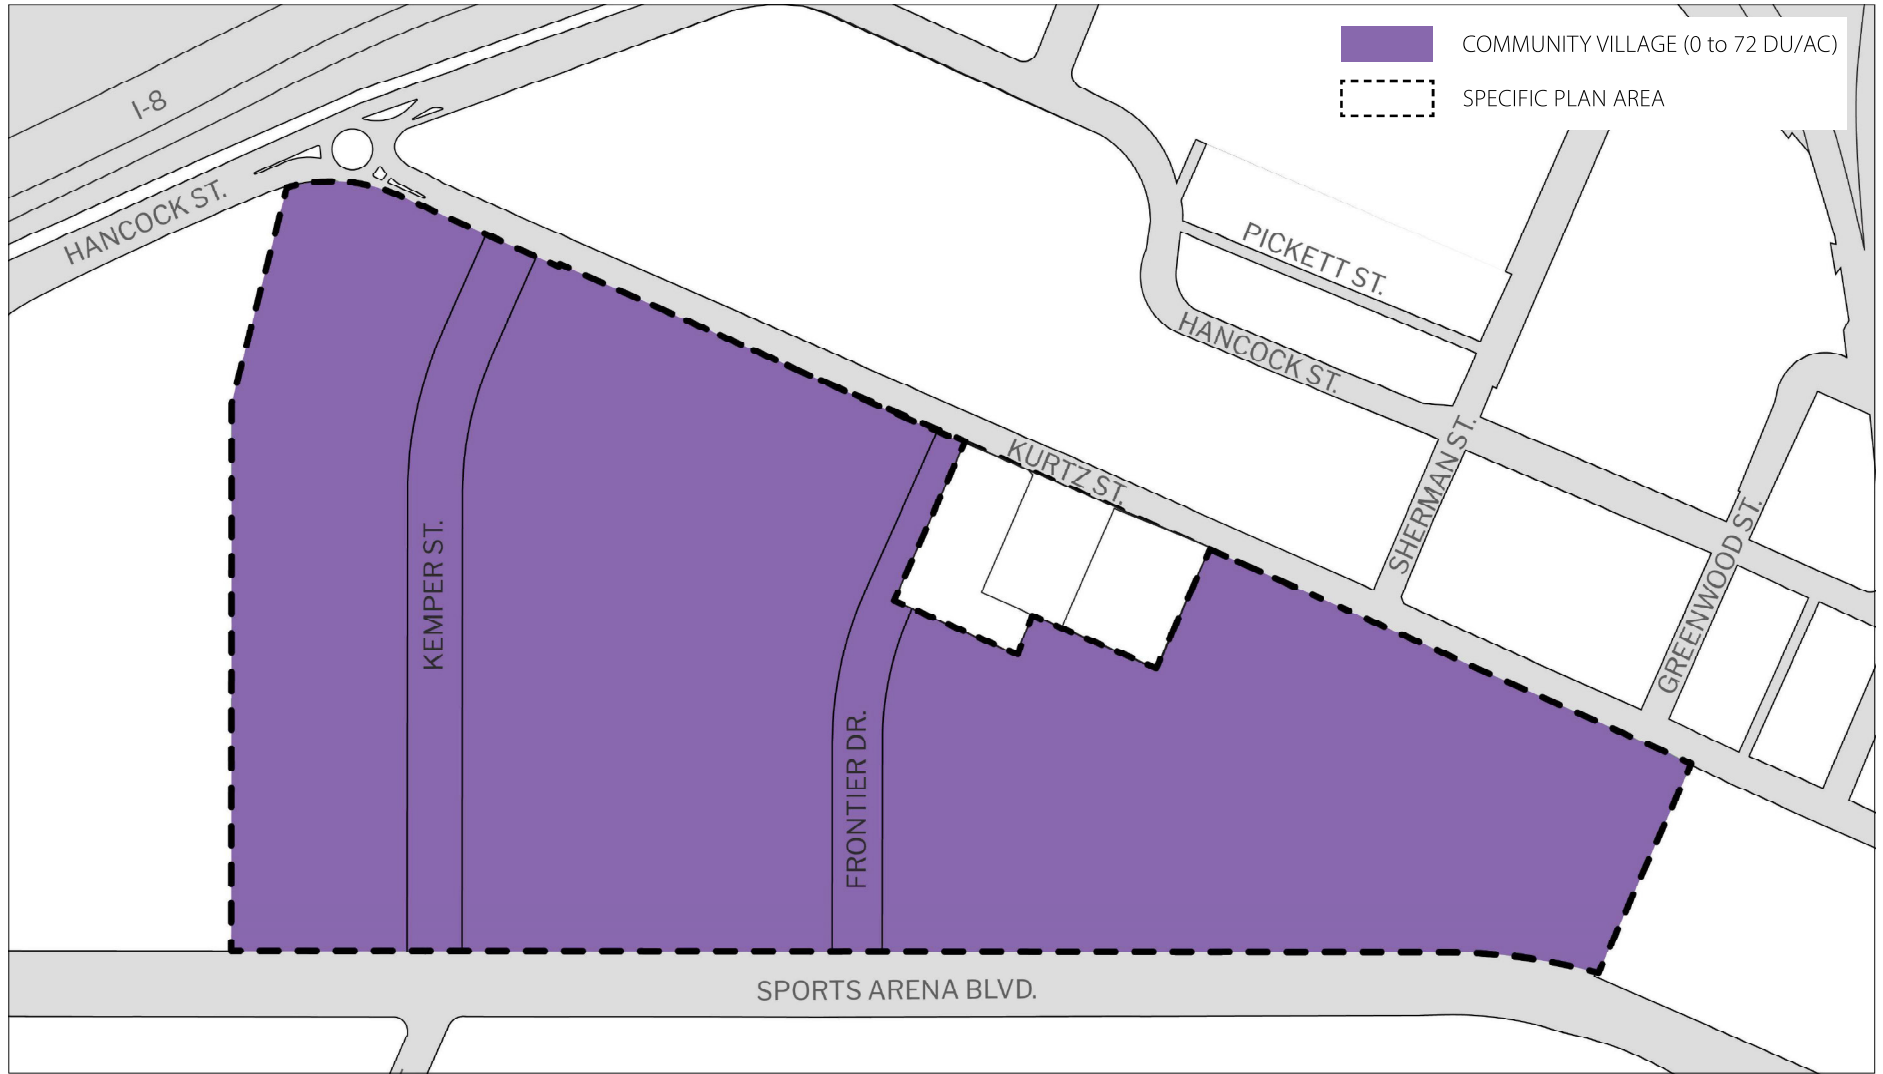 COMMUNITY VILLAGE (0 to 72 DU/AC)
SPECIFIC PLAN AREA
I-8
HANCOCK ST.
PICKETT ST.
HANCOCK ST.
KURTZ ST.
SHERMAN ST.
GREENWOOD ST.
KEMPER ST.
FRONTIER DR.
SPORTS ARENA BLVD.